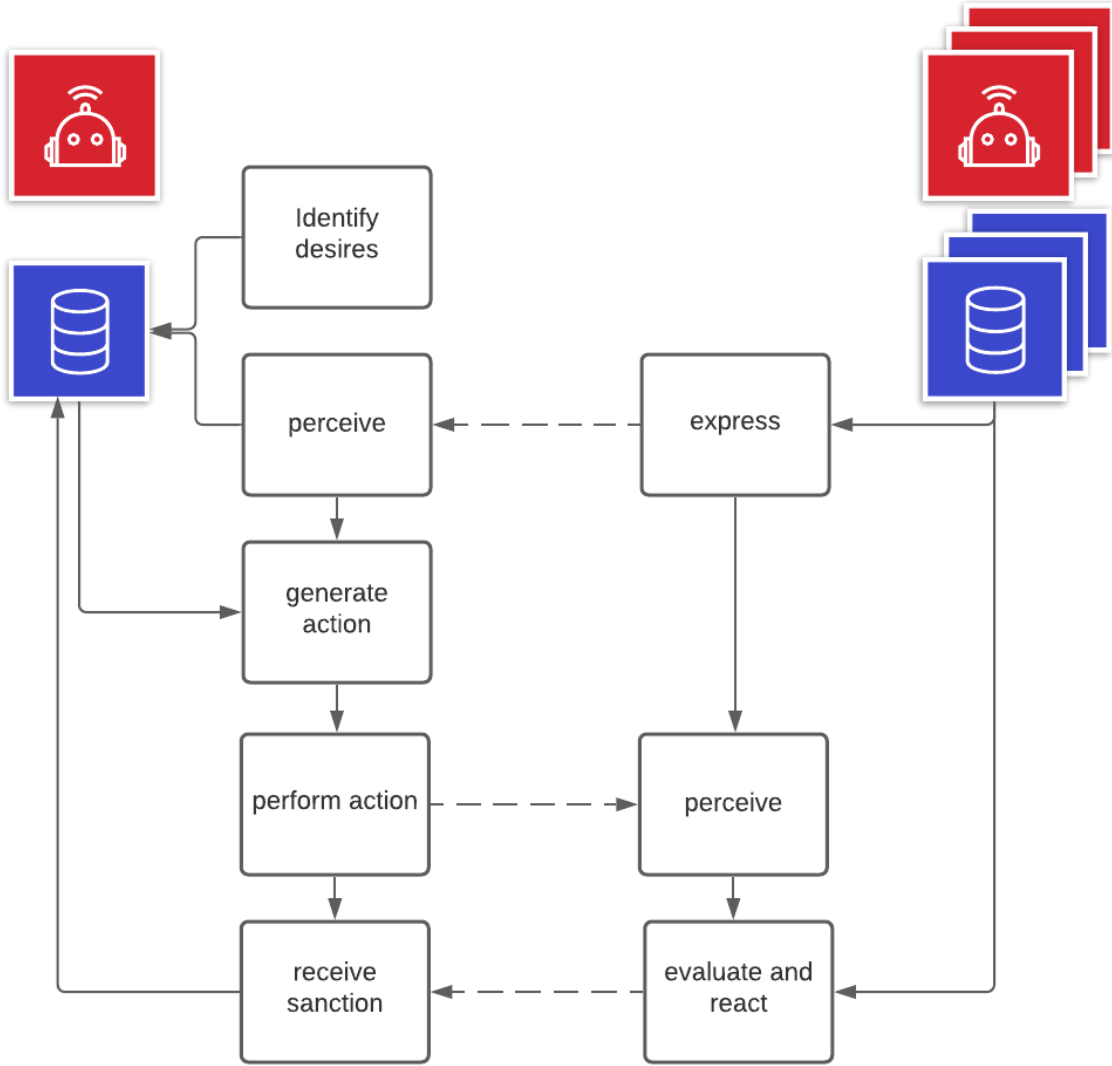 Identify
desires
perceive
express
generate
action
perform action
perceive
receive
sanction
evaluate and
react